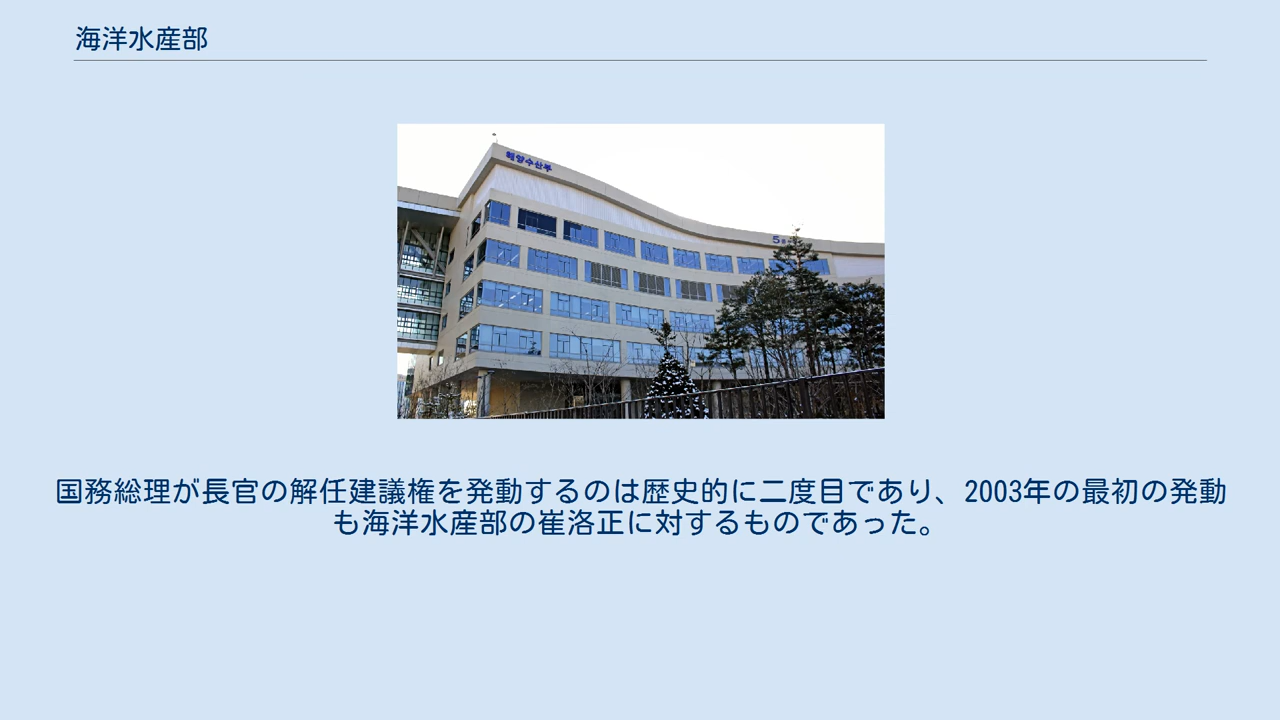 海洋水産部
해양수산부
5동
国務総理が長官の解任建議権を発動するのは歴史的に二度目であり、2003年の最初の発動
も海洋水産部の崔洛正に対するものであった。